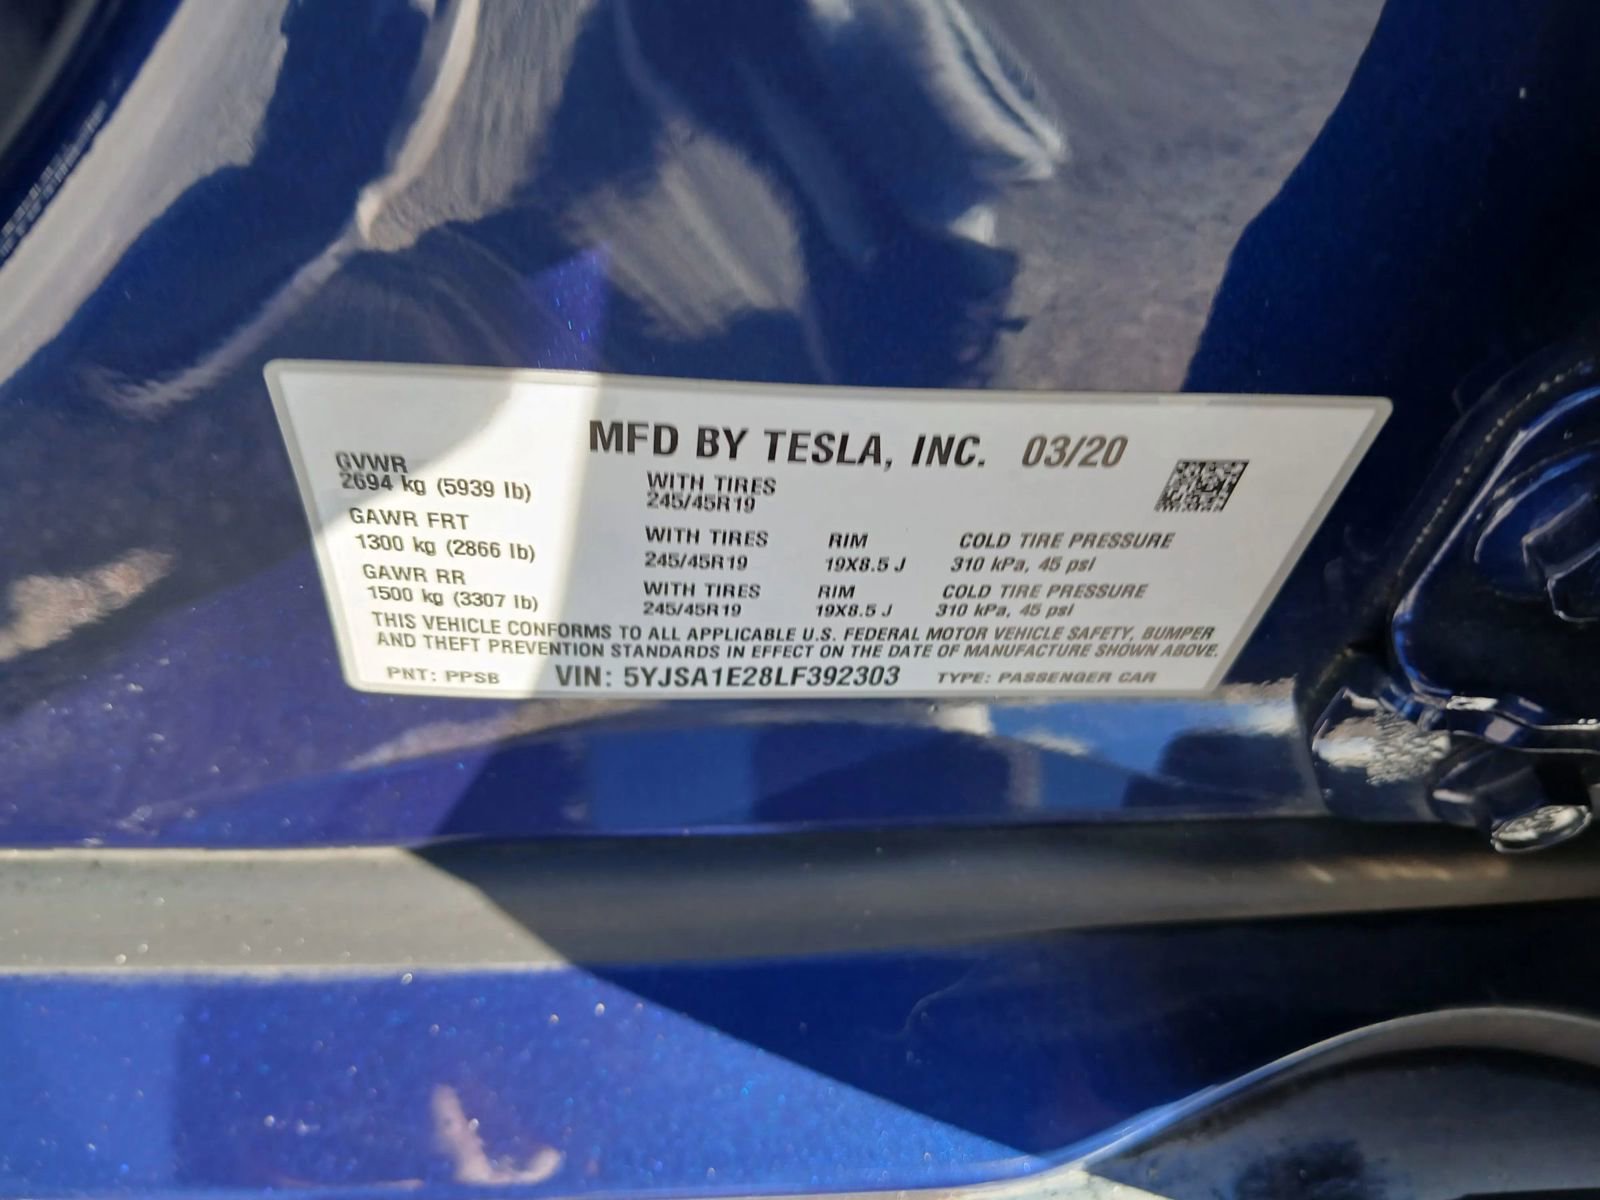 MFD BY TESLA, INC. 03/20
GVWR
2694 kg (5939 lb)
WITH TIRES
245/45R19
GAWR FRT
1300 kg (2866 lb)
WITH TIRES RIM COLD TIRE PRESSURE
245/45R19 19X8.5 J 310 kPa, 45 psi
GAWR RR
1500 kg (3307 lb)
WITH TIRES RIM COLD TIRE PRESSURE
245/45R19 19X8.5 J 310 kPa, 45 psi
THIS VEHICLE CONFORMS TO ALL APPLICABLE U.S. FEDERAL MOTOR VEHICLE SAFETY, BUMPER
AND THEFT PREVENTION STANDARDS IN EFFECT ON THE DATE OF MANUFACTURE SHOWN ABOVE.
PNT: PPSB VIN: 5YJSA1E28LF392303 TYPE: PASSENGER CAR